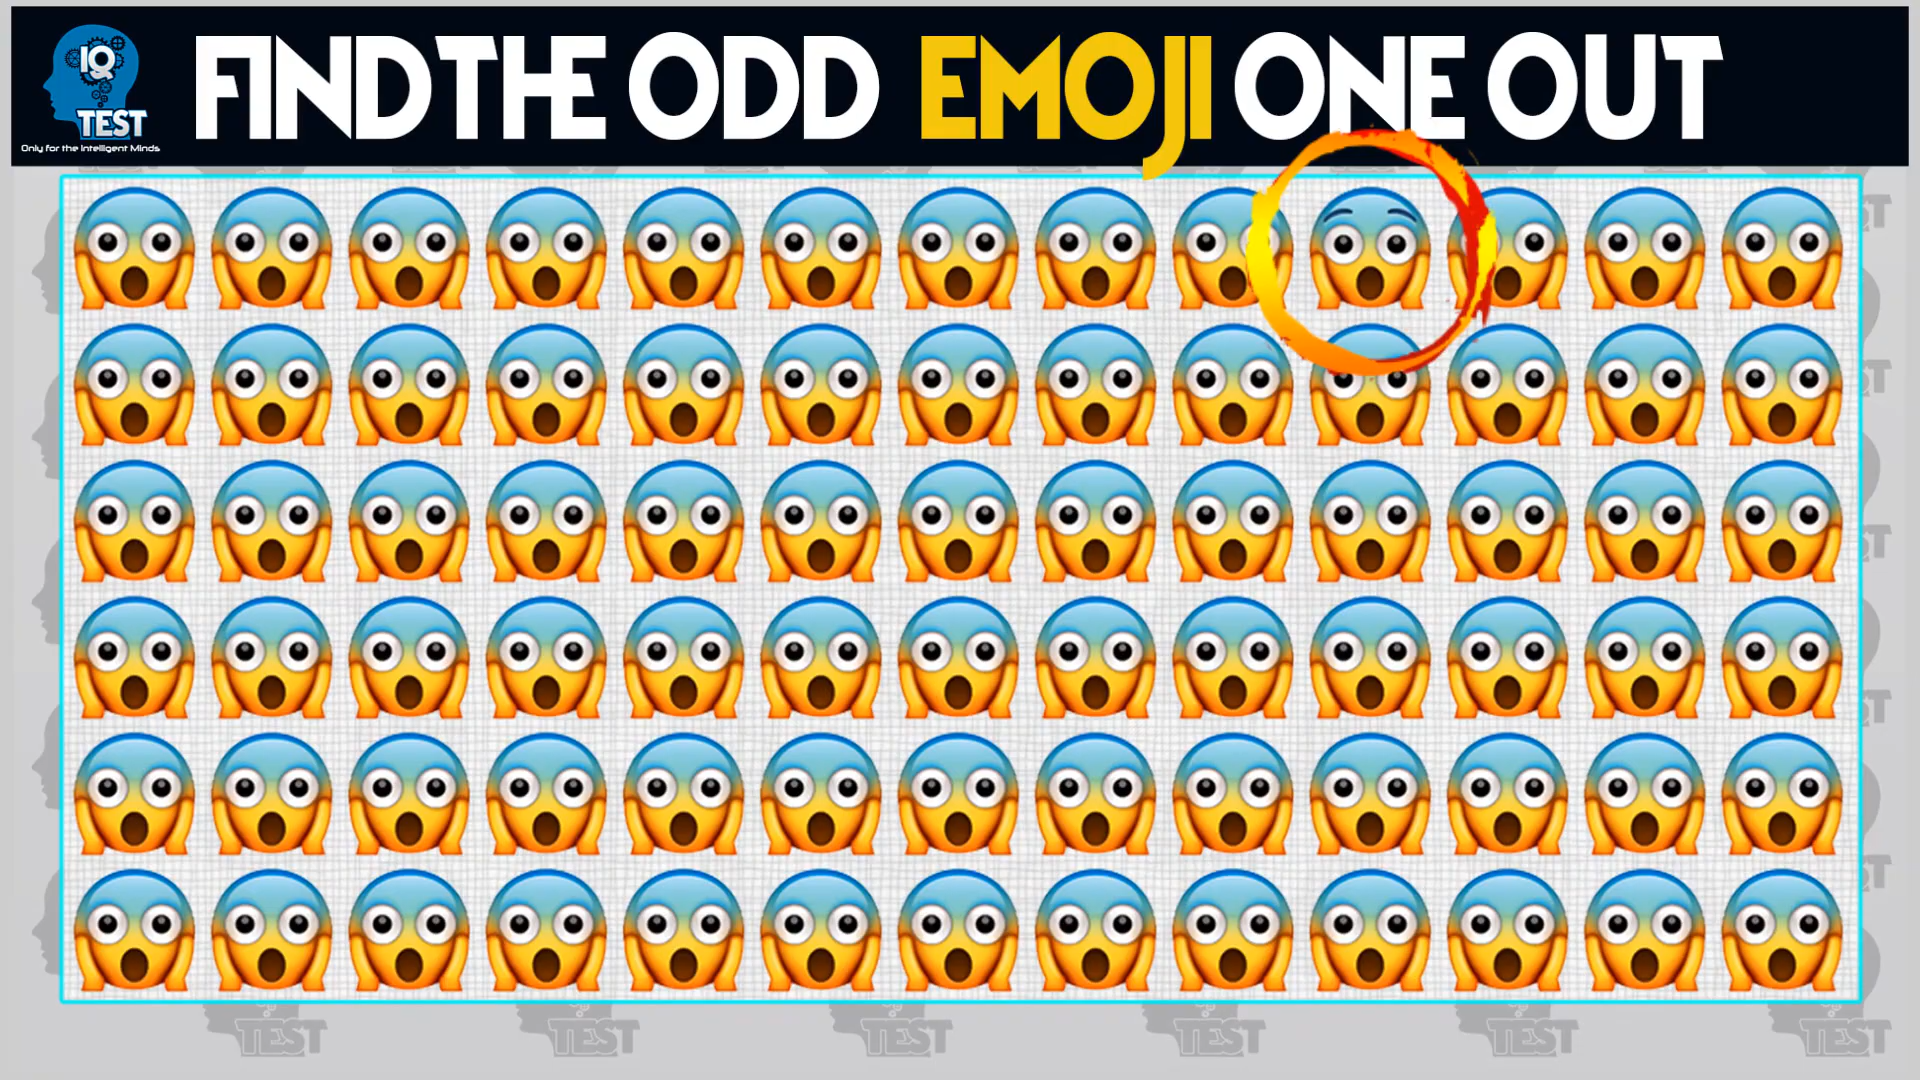 IQ
TEST
Only for the Intelligent Minds
FIND THE ODD EMOJI ONE OUT
TEST TEST TEST TEST TEST TEST